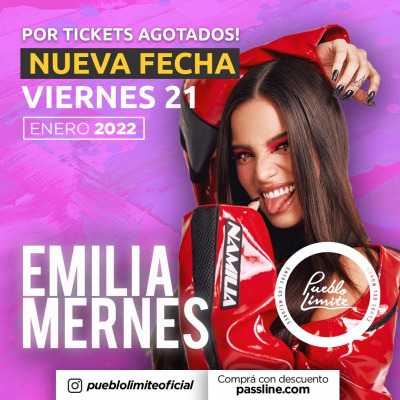 POR TICKETS AGOTADOS!
NUEVA FECHA
VIERNES 21
ENERO 2022
NAMILIA
EMILIA
MERNES
Pueblo
Límite
pueblolimiteoficial
Comprá con descuento
passline.com